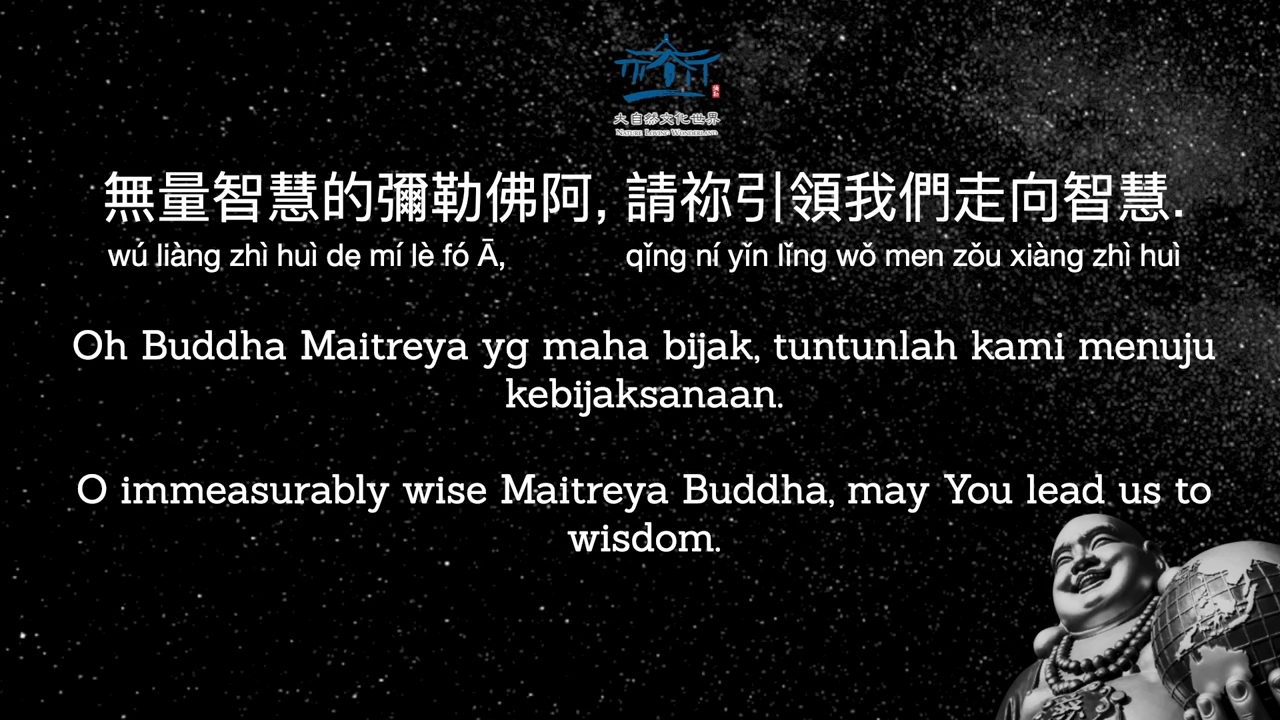 大自然文化世界
Nature Loving Wonderland
無量智慧的彌勒佛阿, 請祢引領我們走向智慧.
wú liàng zhì huì de mí lè fó Ā, qǐng ní yǐn lǐng wǒ men zǒu xiàng zhì huì
Oh Buddha Maitreya yg maha bijak, tuntunlah kami menuju
kebijaksanaan.
O immeasurably wise Maitreya Buddha, may You lead us to
wisdom.